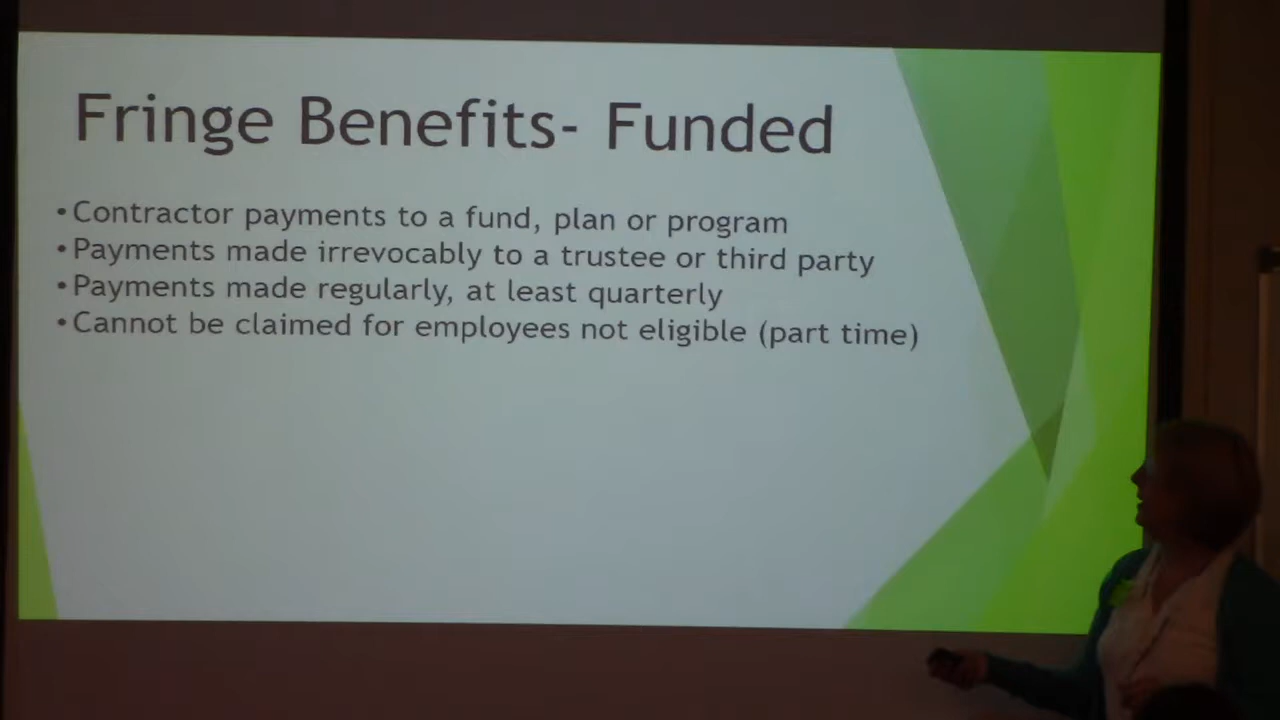 Fringe Benefits- Funded
•Contractor payments to a fund, plan or program
•Payments made irrevocably to a trustee or third party
•Payments made regularly, at least quarterly
•Cannot be claimed for employees not eligible (part time)